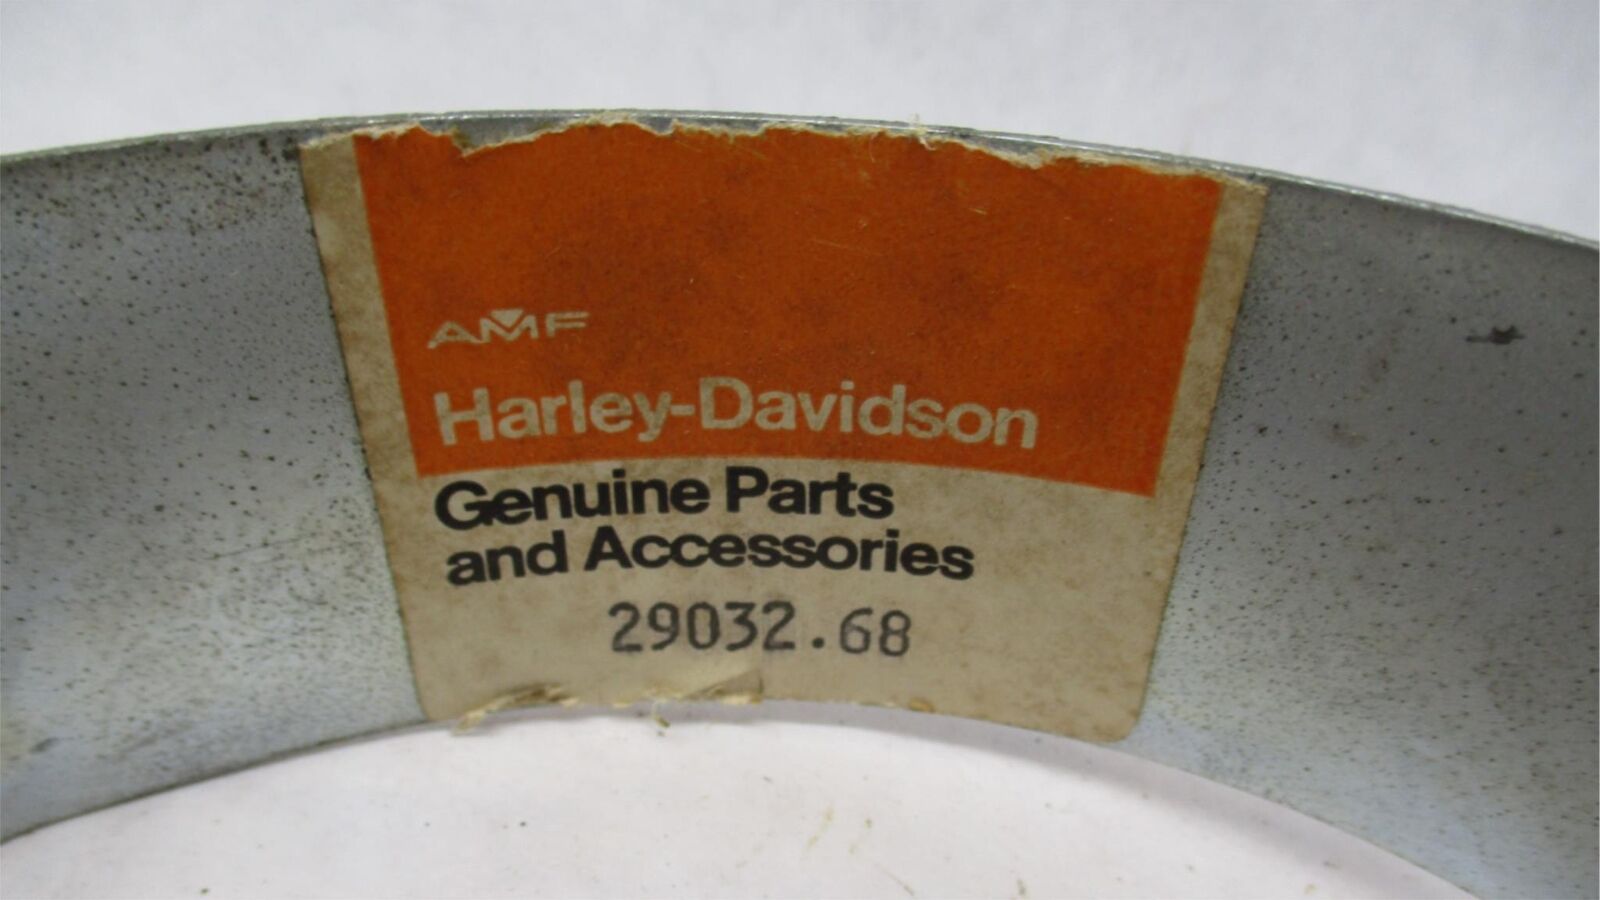 AMF
Harley-Davidson
Genuine Parts
and Accessories
29032.68